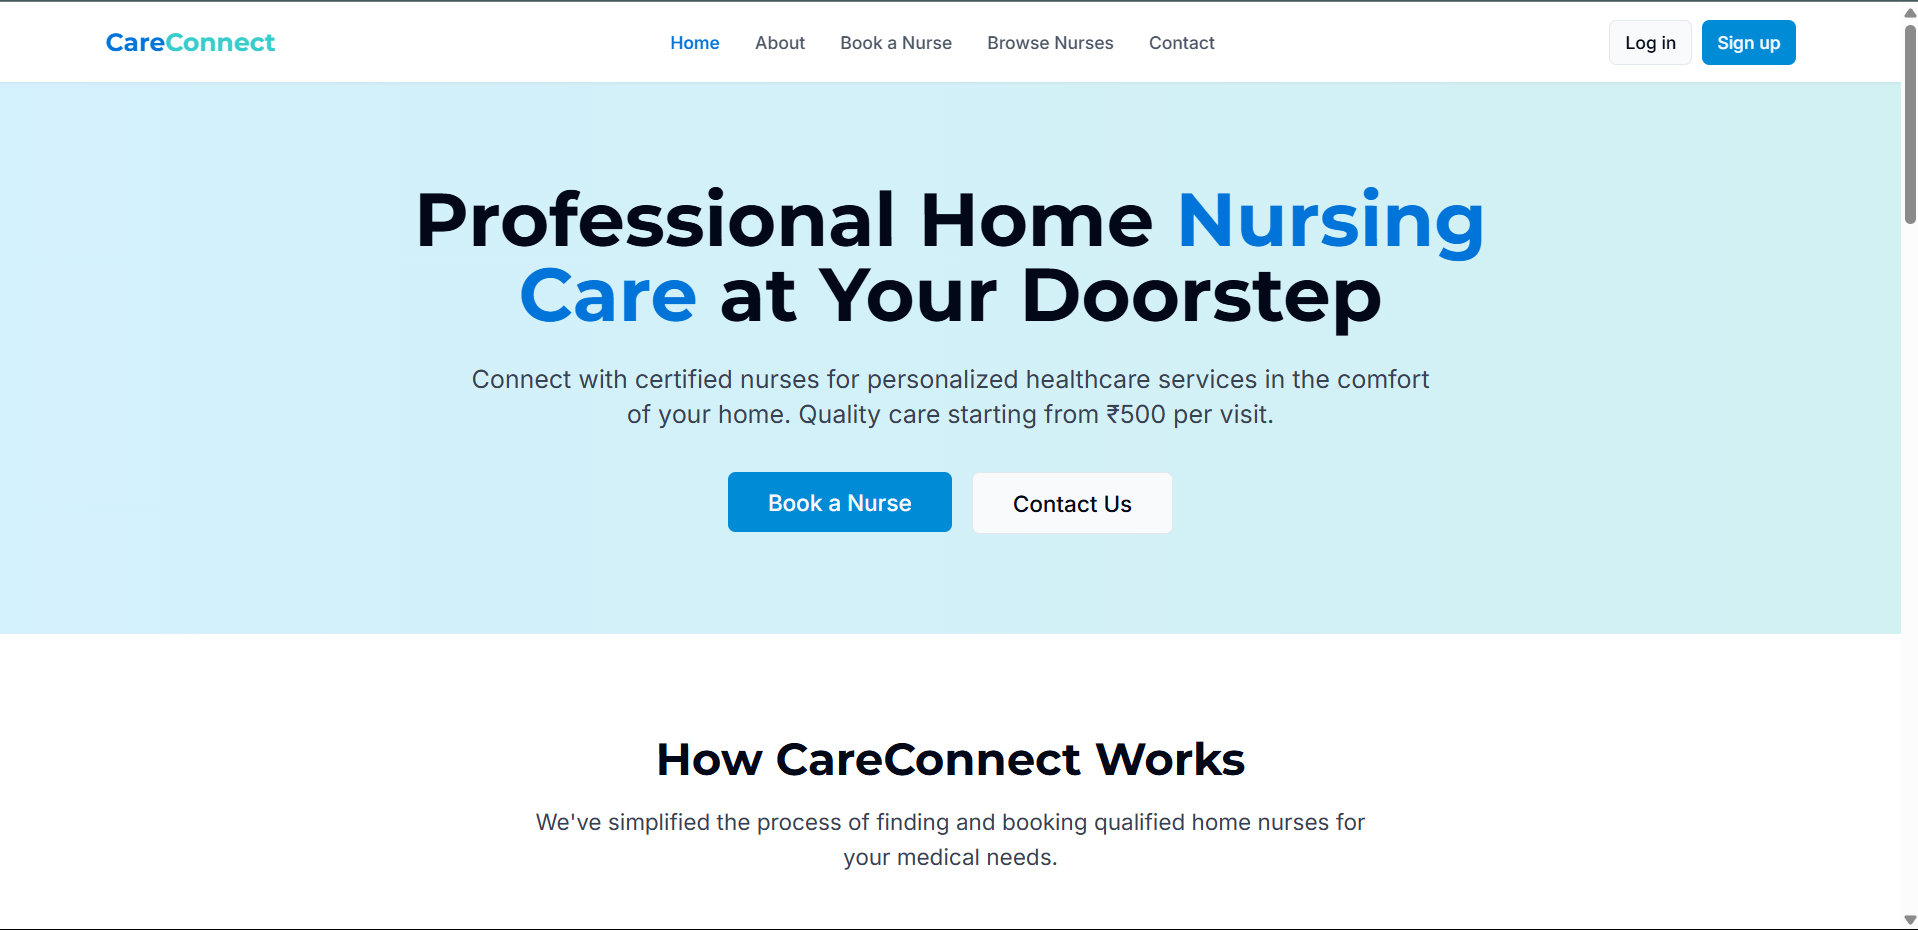 CareConnect
Home
About
Book a Nurse
Browse Nurses
Contact
Log in
Sign up
Professional Home Nursing
Care at Your Doorstep
Connect with certified nurses for personalized healthcare services in the comfort
of your home. Quality care starting from ₹500 per visit.
Book a Nurse
Contact Us
How CareConnect Works
We've simplified the process of finding and booking qualified home nurses for
your medical needs.